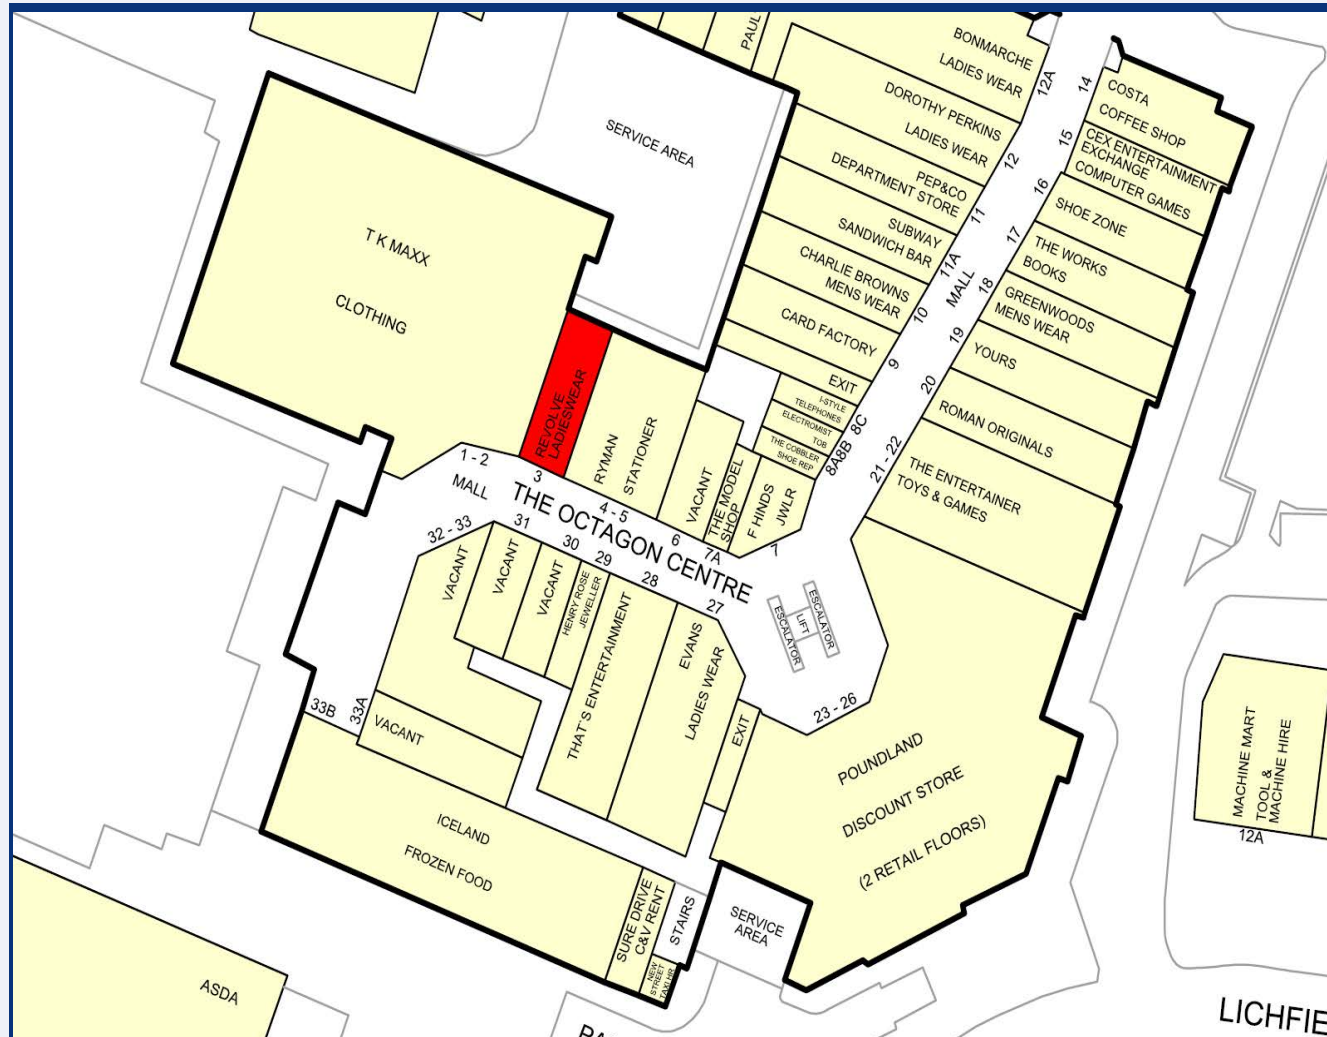 PAUL
SERVICE AREA
BONMARCHE
LADIES WEAR
12A
DOROTHY PERKINS
LADIES WEAR
12
PEP&CO
DEPARTMENT STORE
11
SUBWAY
SANDWICH BAR
11A
CHARLIE BROWNS
MENS WEAR
10
CARD FACTORY
9
EXIT
I-STYLE
TELEPHONES
8C
ELECTROMIST
TOB
THE COBBLER
SHOE REP
8A8B
MALL
14
COSTA
COFFEE SHOP
15
CEX ENTERTAINMENT
EXCHANGE
COMPUTER GAMES
16
SHOE ZONE
17
THE WORKS
BOOKS
18
GREENWOODS
MENS WEAR
19
YOURS
20
ROMAN ORIGINALS
21 - 22
THE ENTERTAINER
TOYS & GAMES
T K MAXX
CLOTHING
1 - 2
MALL
REVOLVE
LADIESWEAR
3
RYMAN
STATIONER
4 - 5
VACANT
6
THE MODEL
SHOP
7A
F HINDS
JWLR
7
THE OCTAGON CENTRE
32 - 33
VACANT
31
VACANT
30
VACANT
29
HENRY ROSE
JEWELLER
28
THAT'S ENTERTAINMENT
27
EVANS
LADIES WEAR
ESCALATOR
LIFT
ESCALATOR
EXIT
23 - 26
POUNDLAND
DISCOUNT STORE
(2 RETAIL FLOORS)
33B
33A
VACANT
ICELAND
FROZEN FOOD
SURE DRIVE
C&V RENT
STAIRS
NEW
STREET
TAXI HR
SERVICE
AREA
MACHINE MART
TOOL &
MACHINE HIRE
12A
ASDA
LICHFIE